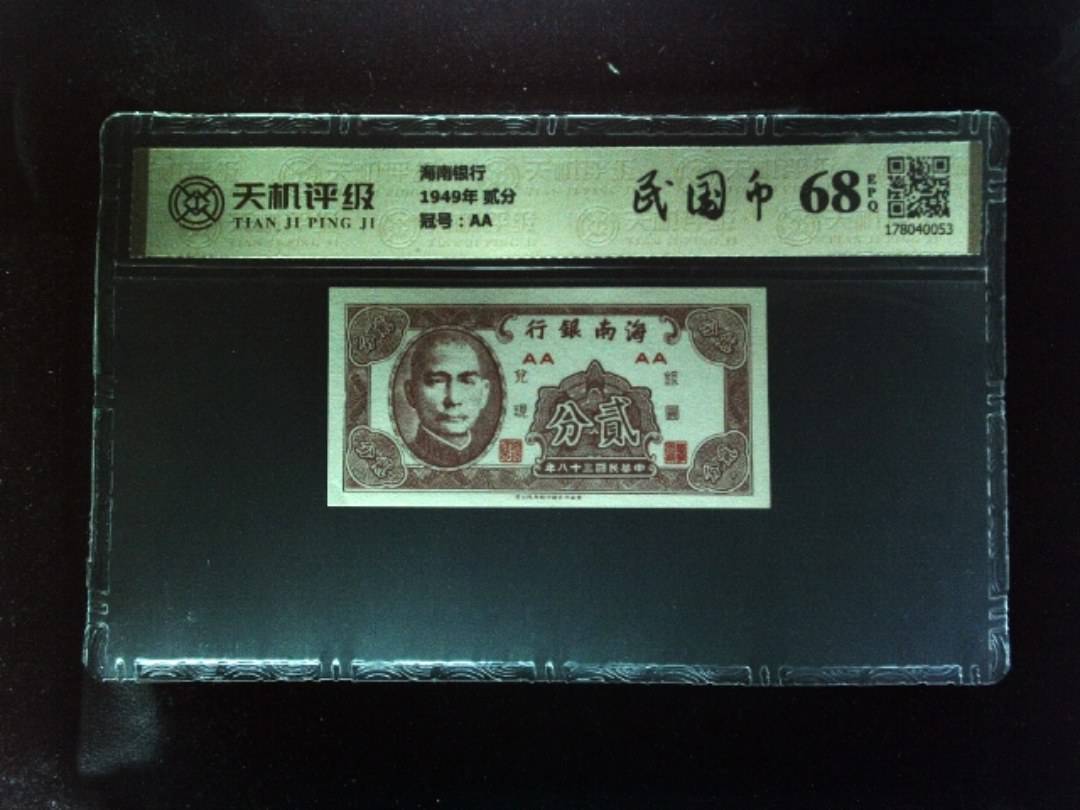 天机评级
TIAN JI PING JI
海南银行
1949年 贰分
冠号：AA
民国币
68
EPQ
178040053
行銀南海
AA AA
兌現
銀圓
分貳
年八十三國民華中